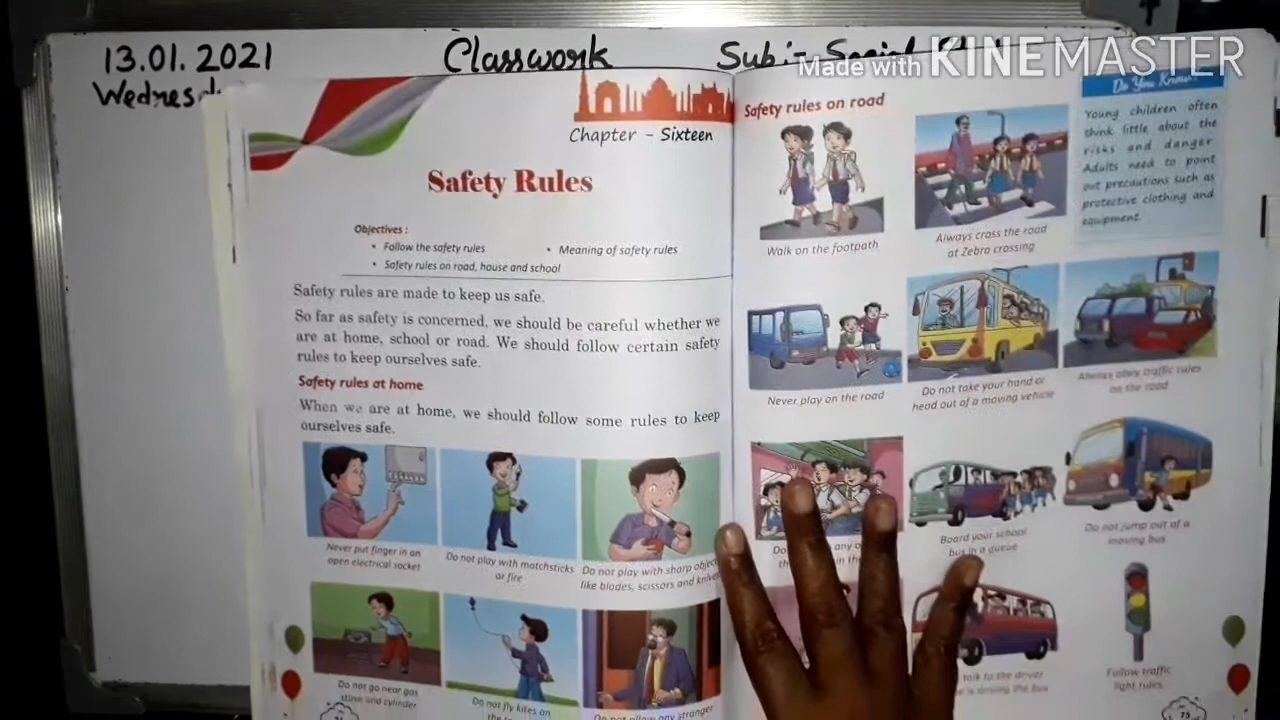 13.01.2021 Classwork Sub:-
Made with KINEMASTER
Chapter - Sixteen
Safety Rules
Objectives :
• Follow the safety rules • Meaning of safety rules
• Safety rules on road, house and school
Safety rules are made to keep us safe.
So far as safety is concerned, we should be careful whether we
are at home, school or road. We should follow certain safety
rules to keep ourselves safe.
Safety rules at home
When we are at home, we should follow some rules to keep
ourselves safe.
Never put finger in an
open electrical socket
Do not play with matchsticks
or fire
Do not play with sharp
like blades, scissors and
Do not go near gas
stove and cylinder
Do not fly kites on
Do not allow any stranger
Safety rules on road
Walk on the footpath
Always cross the road
at Zebra crossing
Do You Know?
Young children often
think little about the
risks and danger
Adults need to point
out precautions such as
protective clothing and
equipment
Never play on the road
Do not take your hand or
head out of a moving vehicle
Always obey traffic rules
on the road
Board your school
bus in a queue
Do not jump out of a
moving bus
talk to the driver
is driving the bus
Follow traffic
light rules
75